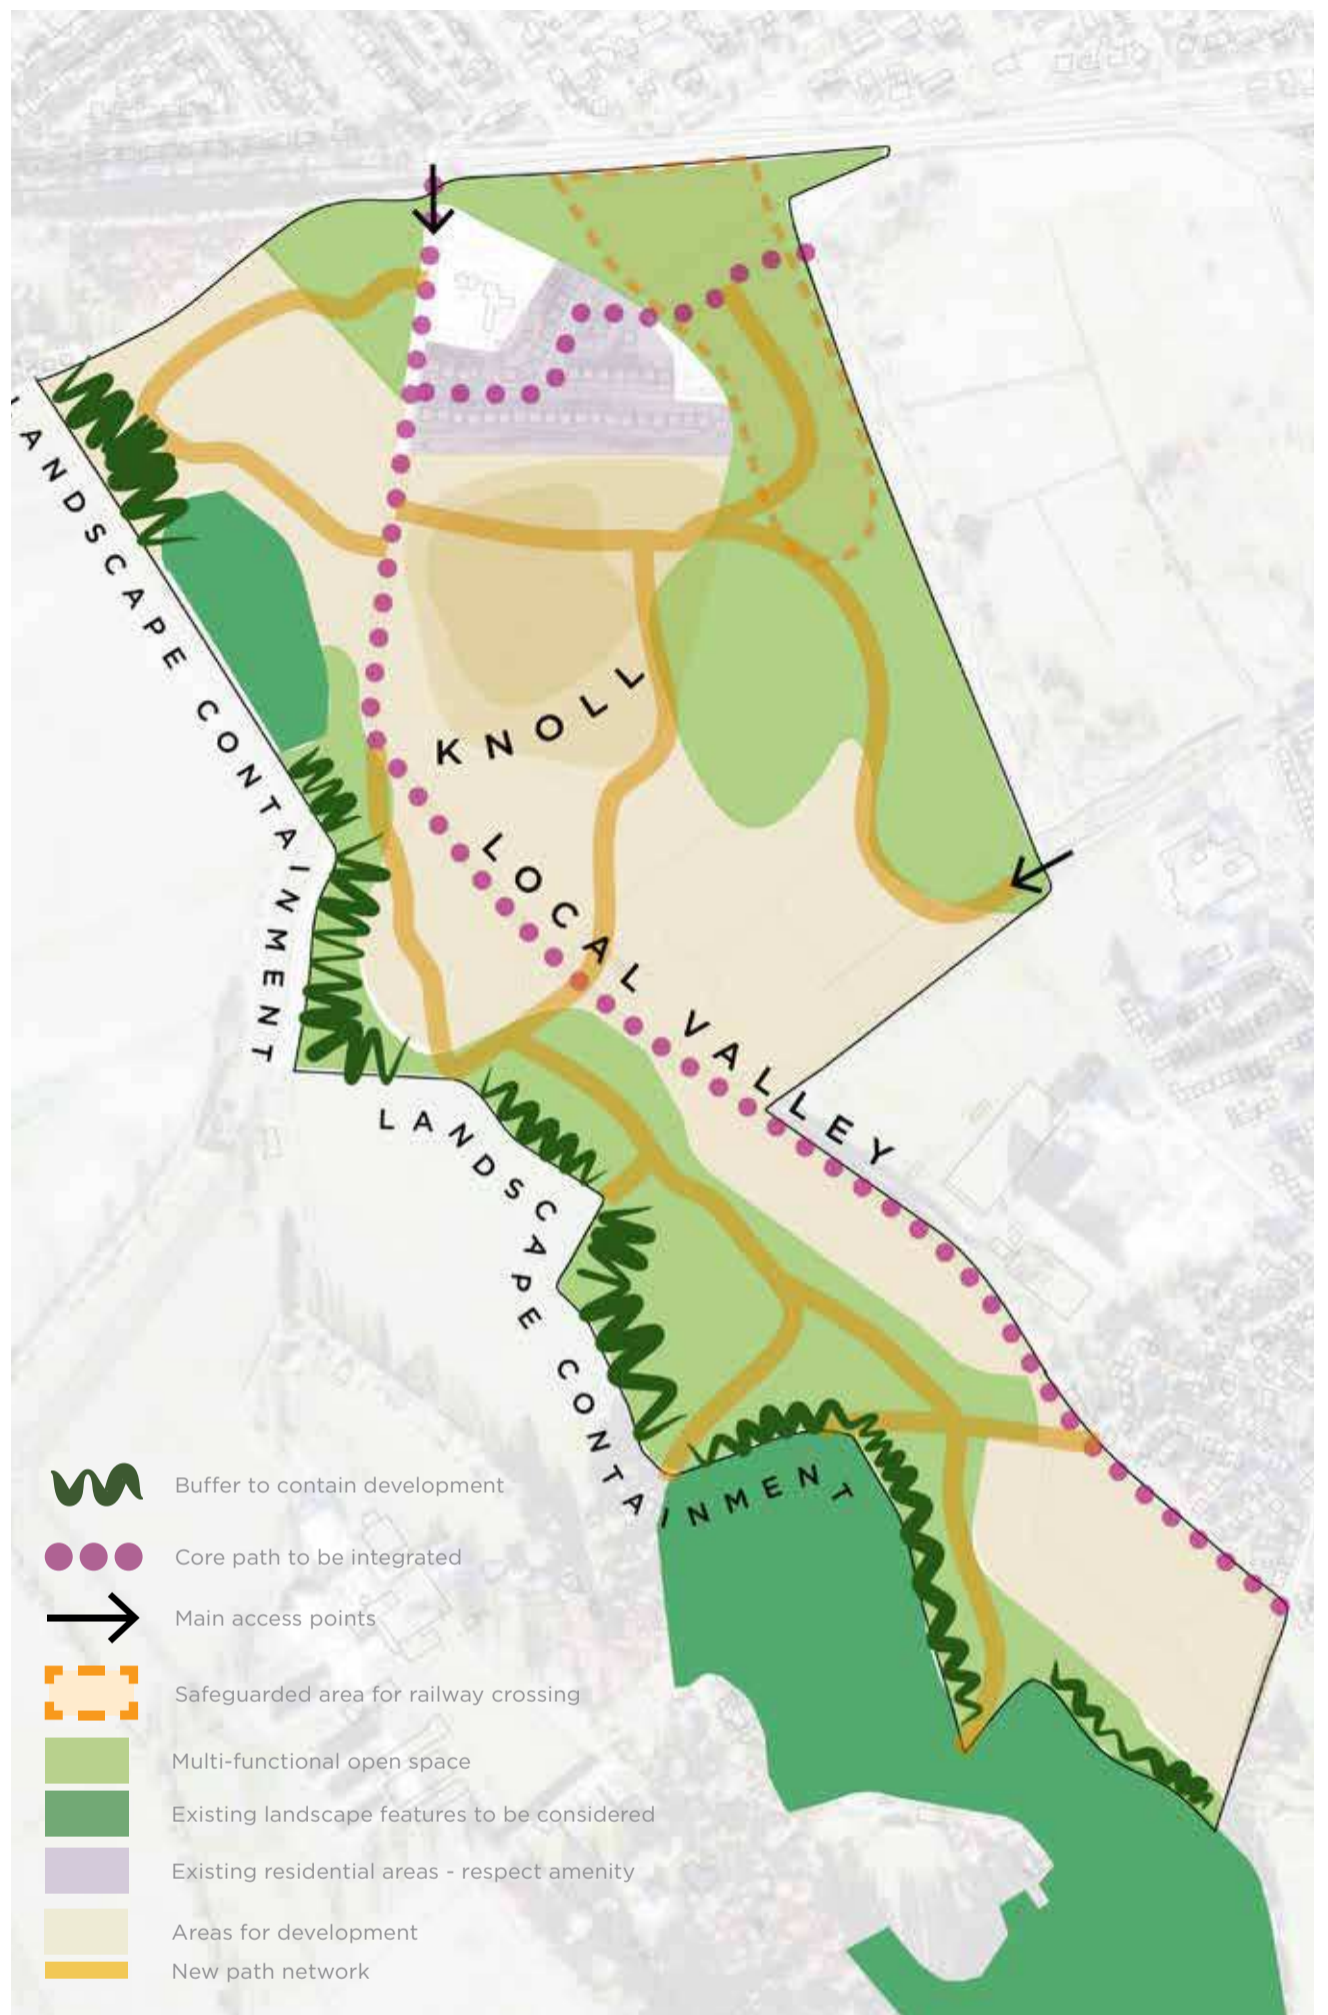 LANDSCAPE CONTAINMENT
KNOLL
LOCAL VALLEY
LANDSCAPE CONTAINMENT
Buffer to contain development
Core path to be integrated
Main access points
Safeguarded area for railway crossing
Multi-functional open space
Existing landscape features to be considered
Existing residential areas - respect amenity
Areas for development
New path network